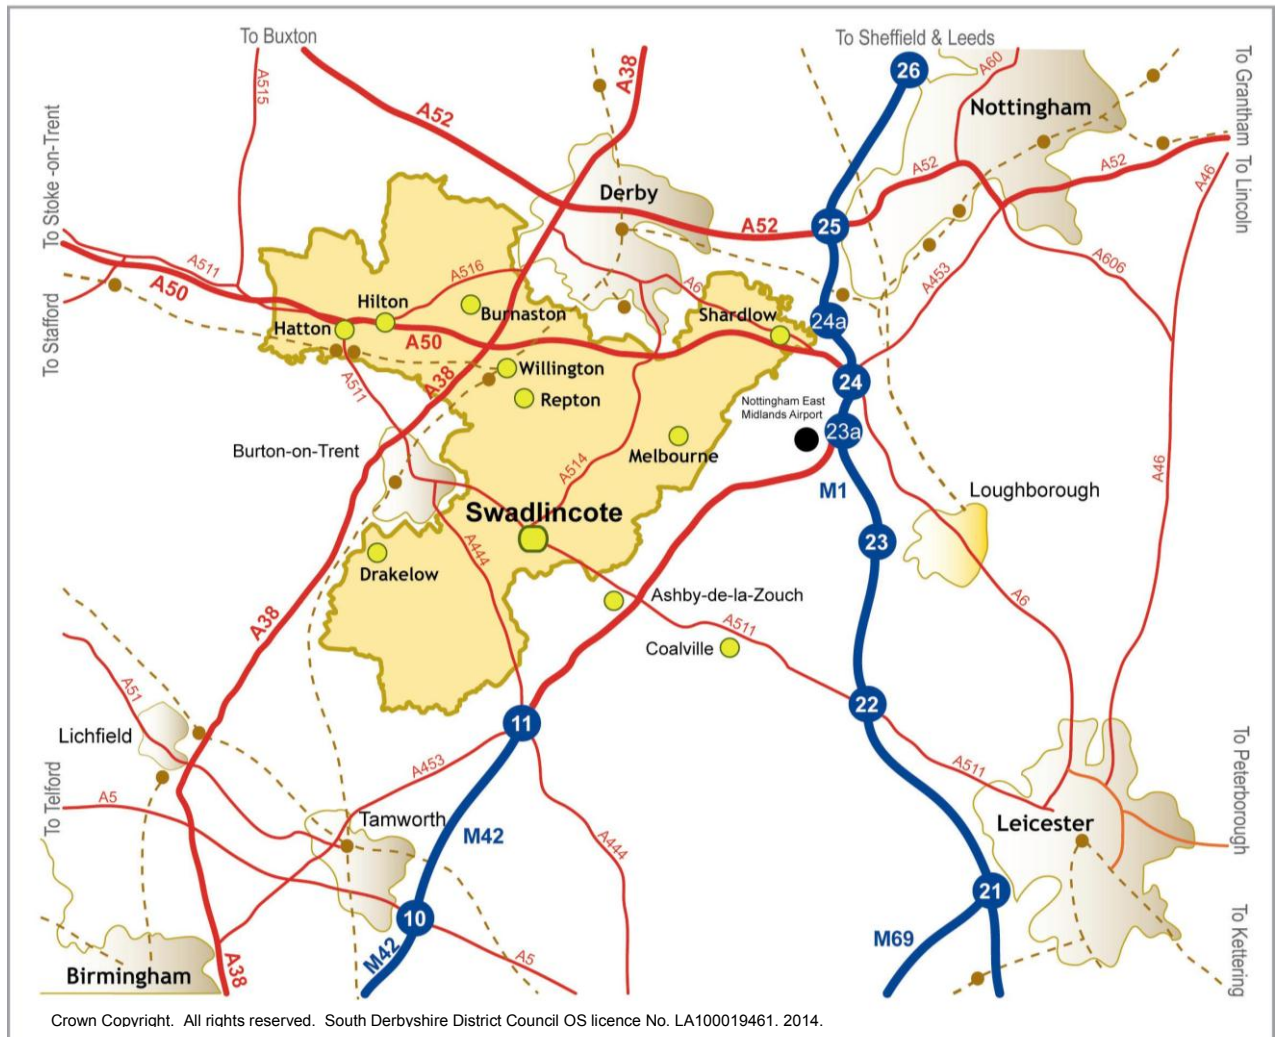 To Buxton
To Sheffield & Leeds
A38
26
A60
A515
A52
Nottingham
To Grantham
To Stoke -on-Trent
A52
A52
To Lincoln
A46
Derby
A52
25
A511
A516
A6
A453
A606
A50
Hilton
Burnaston
Shardlow
24a
Hatton
A50
To Stafford
Willington
24
A511
A38
Repton
Nottingham East
Midlands Airport
23a
Burton-on-Trent
Melbourne
A514
A46
M1
Loughborough
Swadlincote
23
A444
Drakelow
Ashby-de-la-Zouch
A6
A38
A511
Coalville
A51
22
11
Lichfield
A453
A511
To Peterborough
To Telford
A5
Tamworth
M42
A444
Leicester
21
10
M69
M42
A5
To Kettering
Birmingham
A38
Crown Copyright. All rights reserved. South Derbyshire District Council OS licence No. LA100019461. 2014.